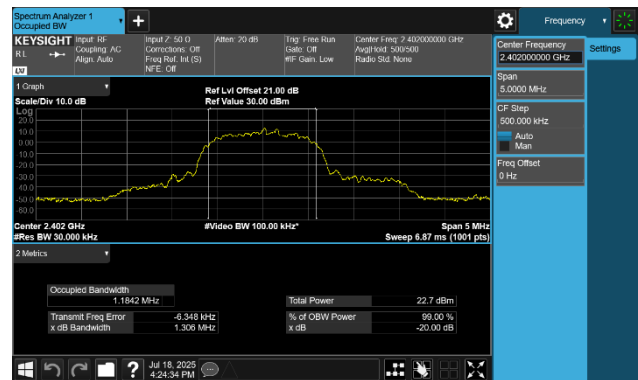 Spectrum Analyzer 1
Occupied BW
Frequency
KEYSIGHT
R L
LXI
Input: RF
Coupling: AC
Align: Auto
Input Z: 50 Ω
Corrections: Off
Freq Ref: Int (S)
NFE: Off
Atten: 20 dB
Trig: Free Run
Gate: Off
#IF Gain: Low
Center Freq: 2.402000000 GHz
Avg|Hold: 500/500
Radio Std: None
Center Frequency
2.402000000 GHz
Settings
Span
5.0000 MHz
CF Step
500.000 kHz
Auto
Man
Freq Offset
0 Hz
1 Graph
Scale/Div 10.0 dB
Ref Lvl Offset 21.00 dB
Ref Value 30.00 dBm
Log
20.0
10.0
0.00
-10.0
-20.0
-30.0
-40.0
-50.0
-60.0
Center 2.402 GHz
#Res BW 30.000 kHz
#Video BW 100.00 kHz*
Span 5 MHz
Sweep 6.87 ms (1001 pts)
2 Metrics
Occupied Bandwidth
1.1842 MHz
Total Power 22.7 dBm
Transmit Freq Error -6.348 kHz
% of OBW Power 99.00 %
x dB Bandwidth 1.306 MHz
x dB -20.00 dB
?
Jul 18, 2025
4:24:34 PM